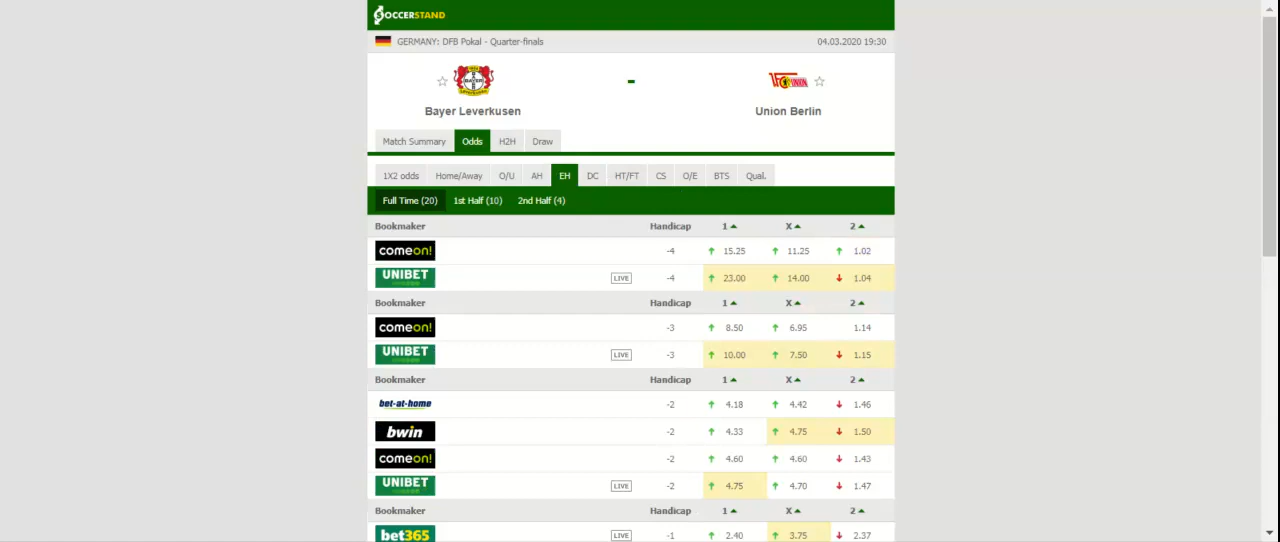 SOCCERSTAND
GERMANY: DFB Pokal - Quarter-finals 04.03.2020 19:30
-
Bayer Leverkusen Union Berlin
Match Summary Odds H2H Draw
1X2 odds Home/Away O/U AH EH DC HT/FT CS O/E BTS Qual.
Full Time (20) 1st Half (10) 2nd Half (4)
Bookmaker Handicap 1 X 2
comeon! -4 15.25 11.25 1.02
UNIBET LIVE -4 23.00 14.00 1.04
Bookmaker Handicap 1 X 2
comeon! -3 8.50 6.95 1.14
UNIBET LIVE -3 10.00 7.50 1.15
Bookmaker Handicap 1 X 2
bet-at-home -2 4.18 4.42 1.46
bwin -2 4.33 4.75 1.50
comeon! -2 4.60 4.60 1.43
UNIBET LIVE -2 4.75 4.70 1.47
Bookmaker Handicap 1 X 2
bet365 LIVE -1 2.40 3.75 2.37